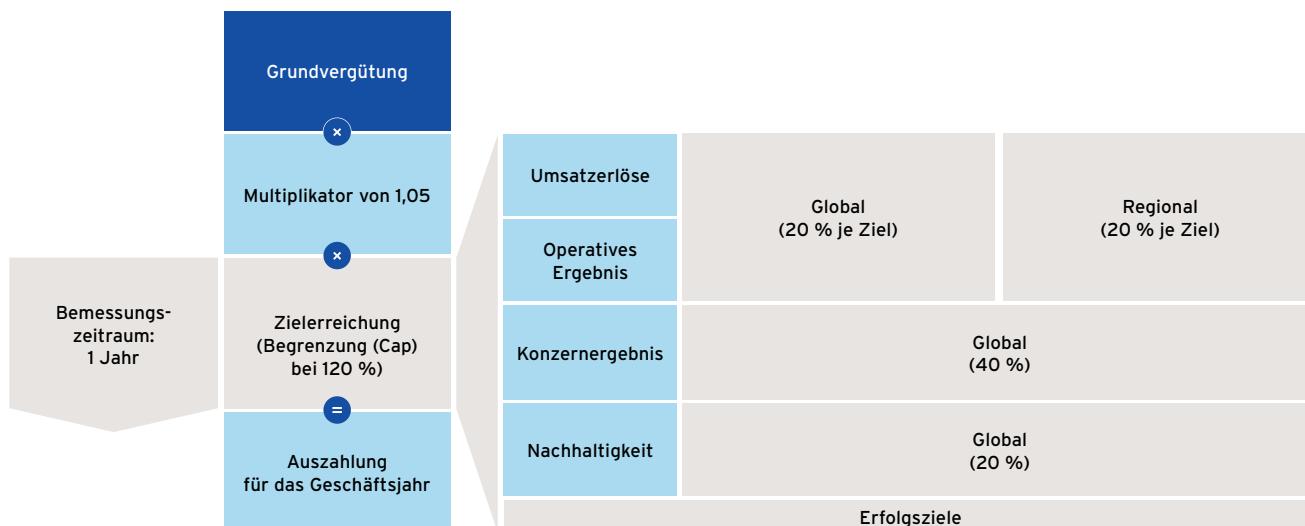 Grundvergütung
×
Multiplikator von 1,05
×
Bemessungs-
zeitraum:
1 Jahr
Zielerreichung
(Begrenzung (Cap)
bei 120 %)
=
Auszahlung
für das Geschäftsjahr
Umsatzerlöse
Operatives
Ergebnis
Global
(20 % je Ziel)
Regional
(20 % je Ziel)
Konzernergebnis
Global
(40 %)
Nachhaltigkeit
Global
(20 %)
Erfolgsziele